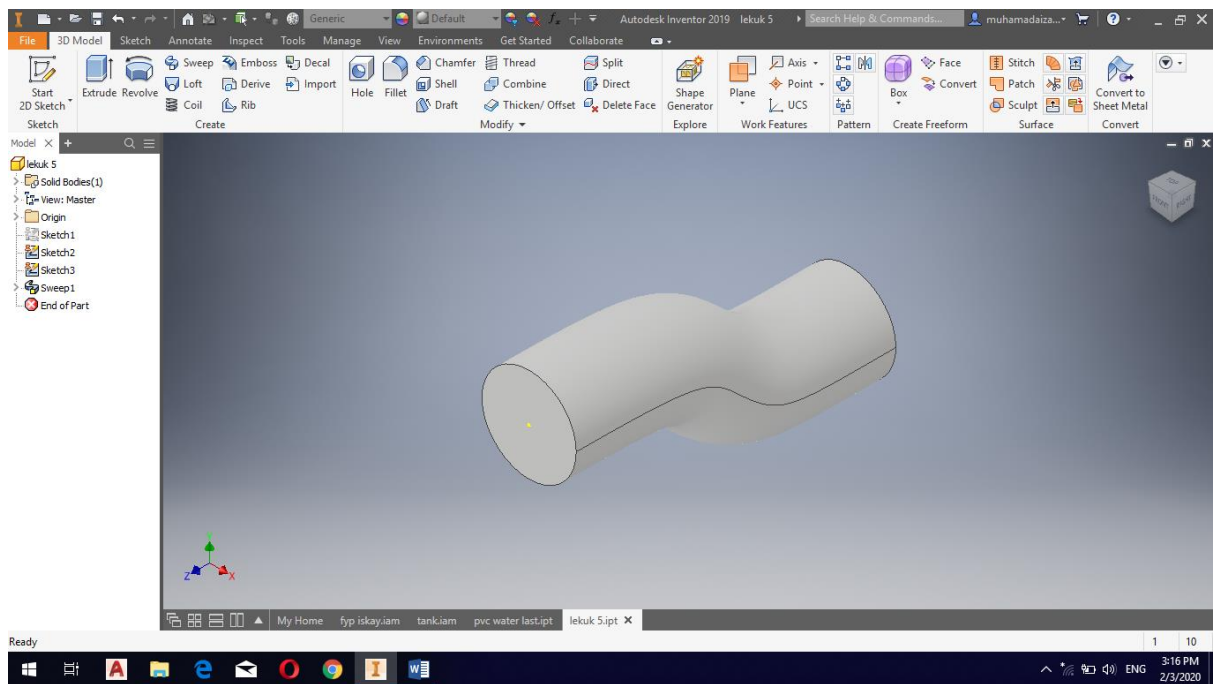 Generic Default Autodesk Inventor 2019 lekuk 5 Search Help & Commands... muhamadaiza...
File 3D Model Sketch Annotate Inspect Tools Manage View Environments Get Started Collaborate
Sweep Emboss Decal Chamfer Thread Split Axis Face Stitch
Loft Derive Import Shell Combine Direct Point Convert Patch
Start 2D Sketch Extrude Revolve Coil Rib Hole Fillet Draft Thicken/ Offset Delete Face Shape Generator Plane UCS Box Sculpt Convert to Sheet Metal
Sketch Create Modify Explore Work Features Pattern Create Freeform Surface Convert
Model
lekuk 5
Solid Bodies(1)
View: Master
Origin
Sketch1
Sketch2
Sketch3
Sweep1
End of Part
Z X
My Home fyp iskay.iam tank.iam pvc water last.ipt lekuk 5.ipt
Ready 1 10
ENG 3:16 PM
2/3/2020